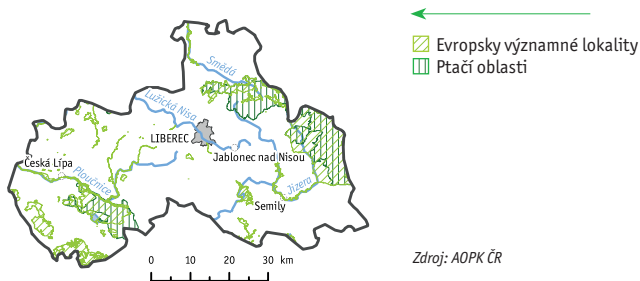 Evropsky významné lokality
Ptačí oblasti
Smědá
Lužická Nisa
LIBEREC
Jablonec nad Nisou
Česká Lípa
Ploučnice
Jizera
Semily
0 10 20 30 km
Zdroj: AOPK ČR